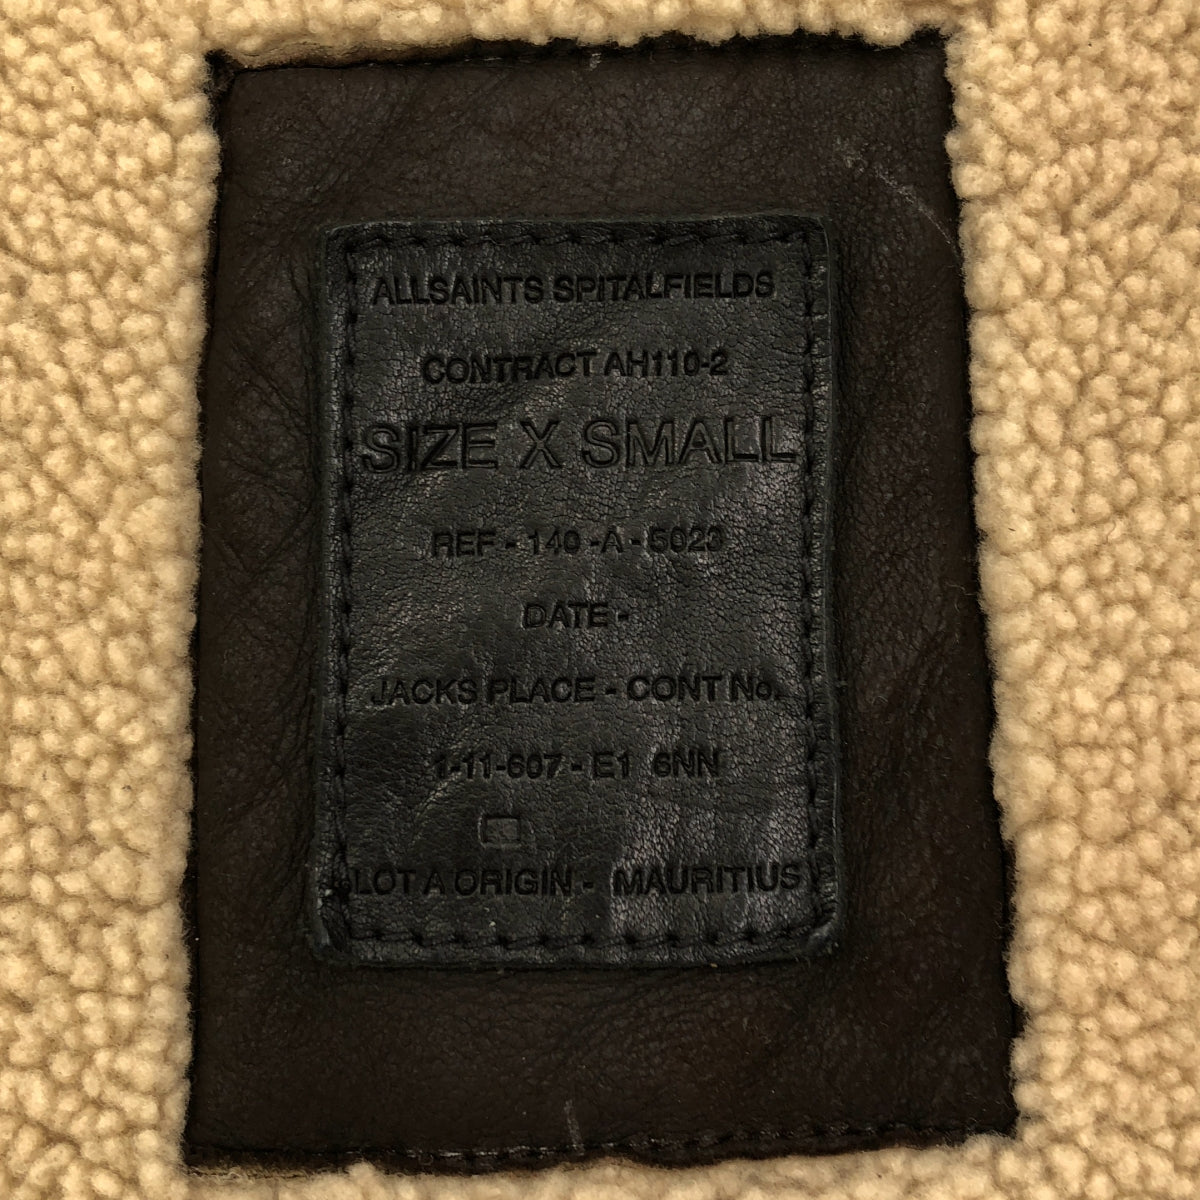 ALLSAINTS SPITALFIELDS
CONTRACT AH110-2
SIZE X SMALL
REF - 140 -A - 5023
DATE -
JACKS PLACE - CONT No.
1-11-607 - E1 6NN
LOT A ORIGIN - MAURITIUS